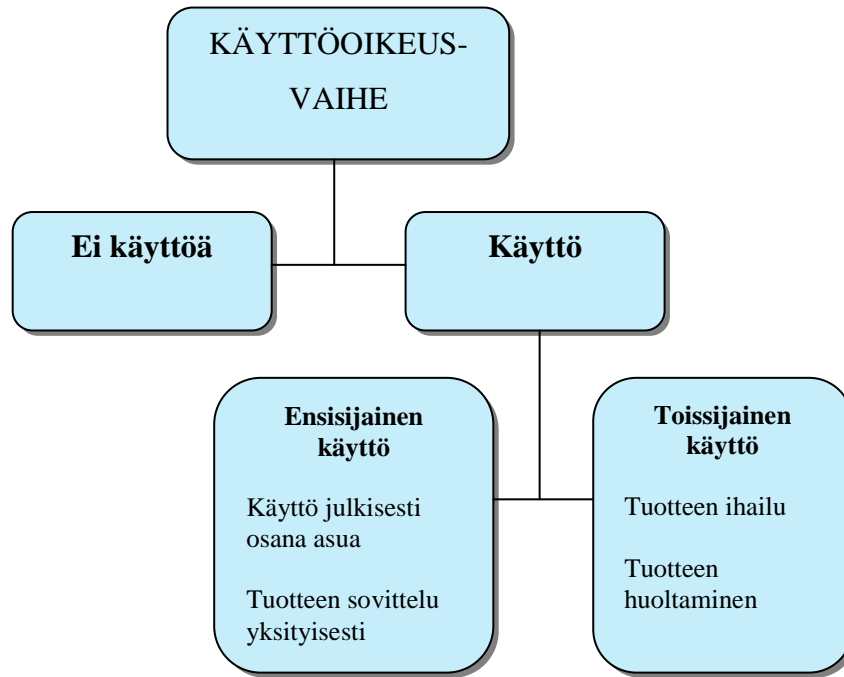 KÄYTTÖOIKEUS-
VAIHE
Ei käyttöä
Käyttö
Ensisijainen
käyttö
Käyttö julkisesti
osana asua
Tuotteen sovittelu
yksityisesti
Toissijainen
käyttö
Tuotteen ihailu
Tuotteen
huoltaminen